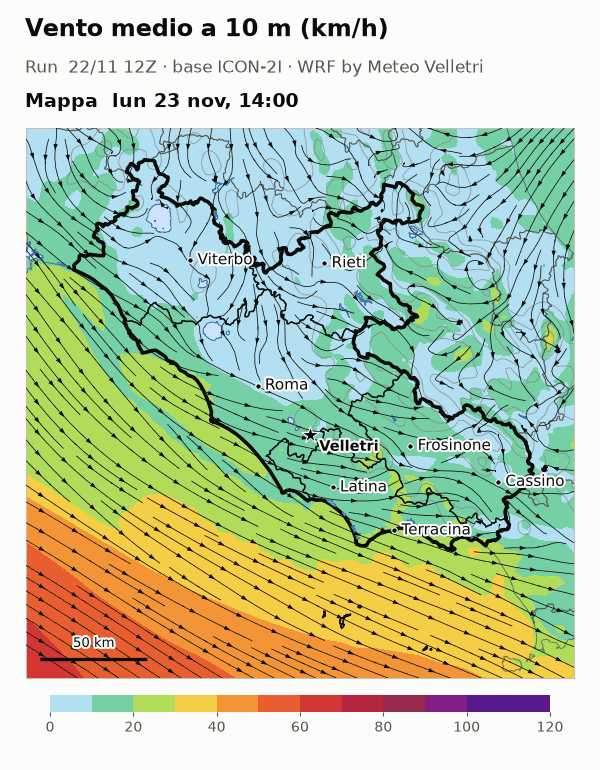 Vento medio a 10 m (km/h)
Run  22/11 12Z · base ICON-2I · WRF by Meteo Velletri
Mappa  lun 23 nov, 14:00
Viterbo
Rieti
Roma
Velletri
Frosinone
Cassino
Latina
Terracina
50 km
0 20 40 60 80 100 120